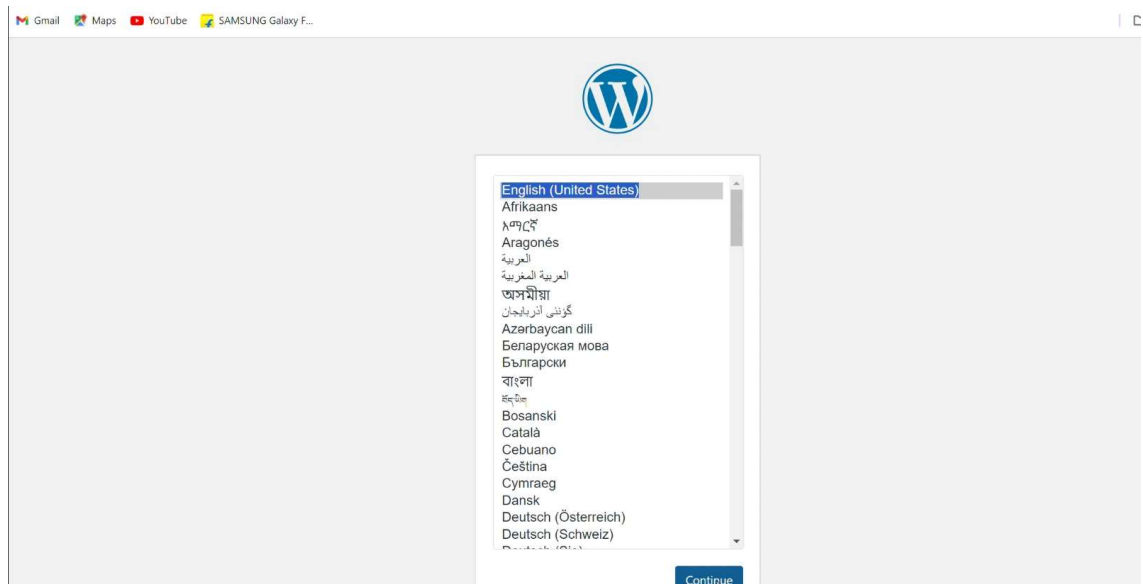 Gmail Maps YouTube SAMSUNG Galaxy F...
English (United States)
Afrikaans
አማርኛ
Aragonés
العربية
العربية المغربية
অসমীয়া
گؤنئی آذربایجان
Azərbaycan dili
Беларуская мова
Български
বাংলা
བོད་ཡིག
Bosanski
Català
Cebuano
Čeština
Cymraeg
Dansk
Deutsch (Österreich)
Deutsch (Schweiz)
Continue